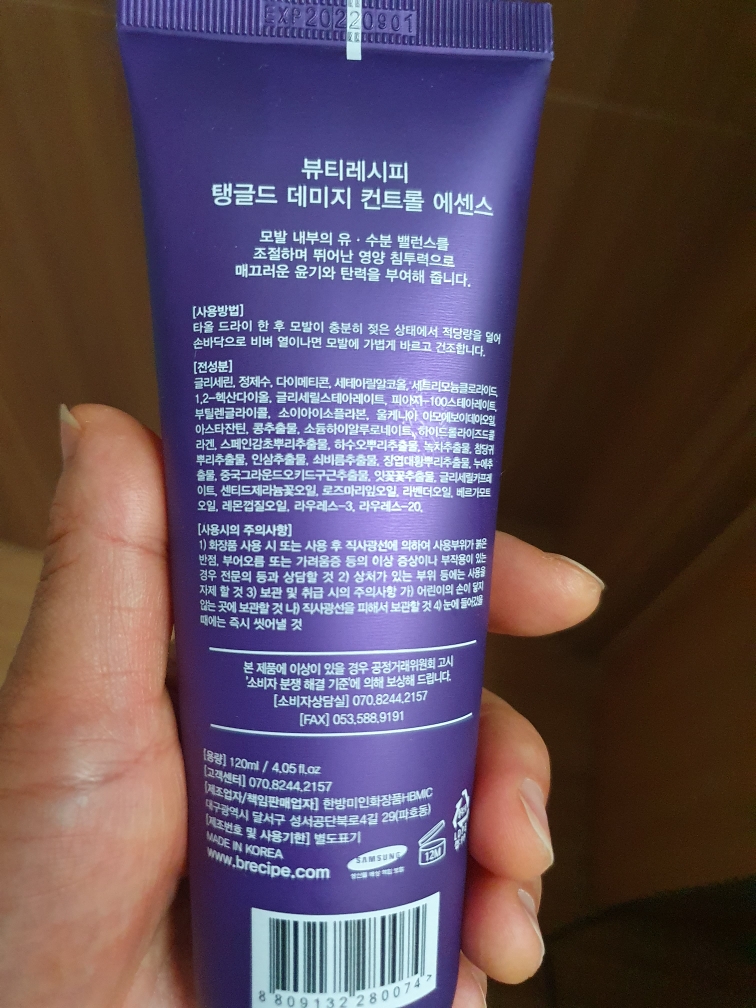 EXP20220901
뷰티레시피
탱글드 데미지 컨트롤 에센스
모발 내부의 유 · 수분 밸런스를
조절하며 뛰어난 영양 침투력으로
매끄러운 윤기와 탄력을 부여해 줍니다.
[사용방법]
타올 드라이 한 후 모발이 충분히 젖은 상태에서 적당량을 덜어
손바닥으로 비벼 열이나면 모발에 가볍게 바르고 건조합니다.
[전성분]
글리세린, 정제수, 다이메티콘, 세테아릴알코올, 세트리모늄클로라이드,
1,2-헥산다이올, 글리세릴스테아레이트, 피이지-100스테아레이트,
부틸렌글라이콜, 소이아이소플라본, 올케니아 아모에보이데아오일,
아스타잔틴, 콩추출물, 소듐하이알루로네이트, 하이드롤라이즈드콜
라겐, 스페인감초뿌리추출물, 하수오뿌리추출물, 녹차추출물, 참당귀
뿌리추출물, 인삼추출물, 쇠비름추출물, 장엽대황뿌리추출물, 누에추
출물, 중국그라운드오키드구근추출물, 잇꽃꽃추출물, 글리세릴카프레
이트, 센티드제라늄꽃오일, 로즈마리잎오일, 라벤더오일, 베르가모트
오일, 레몬껍질오일, 라우레스-3, 라우레스-20,
[사용시의 주의사항]
1) 화장품 사용 시 또는 사용 후 직사광선에 의하여 사용부위가 붉은
반점, 부어오름 또는 가려움증 등의 이상 증상이나 부작용이 있는
경우 전문의 등과 상담할 것 2) 상처가 있는 부위 등에는 사용을
자제 할 것 3) 보관 및 취급 시의 주의사항 가) 어린이의 손이 닿지
않는 곳에 보관할 것 나) 직사광선을 피해서 보관할 것 4) 눈에 들어갔을
때에는 즉시 씻어낼 것
본 제품에 이상이 있을 경우 공정거래위원회 고시
'소비자 분쟁 해결 기준'에 의해 보상해 드립니다.
[소비자상담실] 070.8244.2157
[FAX] 053.588.9191
[용량] 120ml / 4.05 fl.oz
[고객센터] 070.8244.2157
[제조업자/책임판매업자] 한방미인화장품HBMIC
대구광역시 달서구 성서공단북로4길 29(파호동)
[제조번호 및 사용기한] 별도표기
MADE IN KOREA
www.brecipe.com
SAMSUNG
생산물 배상 책임 보험
12M
8 809132 280074 >